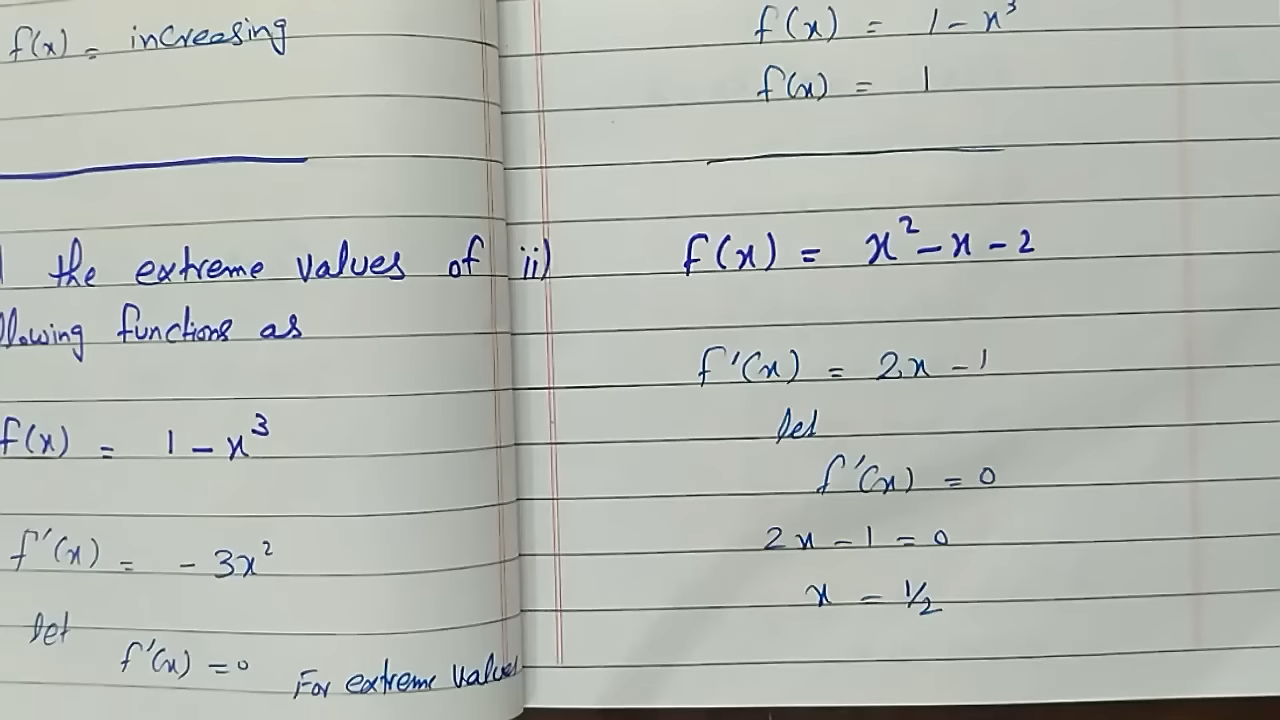 f(x) = increasing
the extreme values of
llowing functions as
f(x) = 1 - x³
f'(x) = - 3x²
let
f'(x) = 0 For extreme values
f(x) = 1 - x³
f(x) = 1
ii) f(x) = x² - x - 2
f'(x) = 2x - 1
let
f'(x) = 0
2x - 1 = 0
x = 1/2